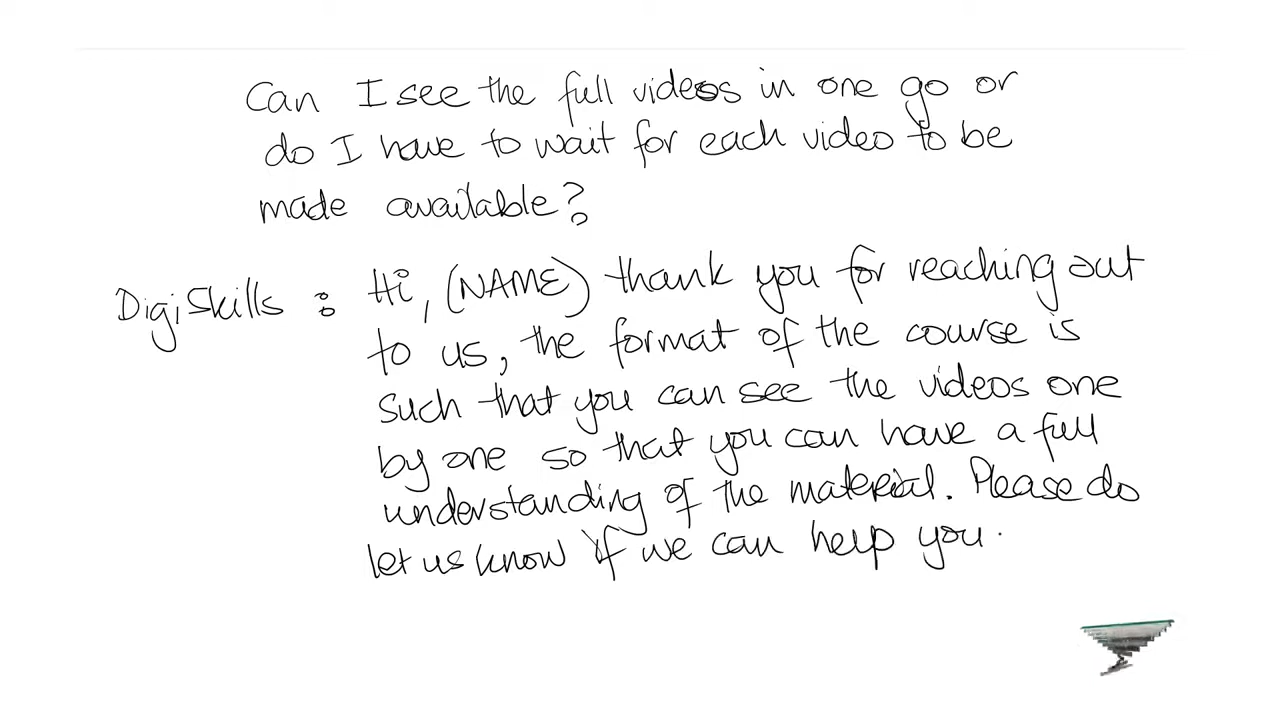 Can I see the full videos in one go or
do I have to wait for each video to be
made available?
DigiSkills : Hi, (NAME) thank you for reaching out
to us, the format of the course is
such that you can see the videos one
by one so that you can have a full
understanding of the material. Please do
let us know if we can help you.